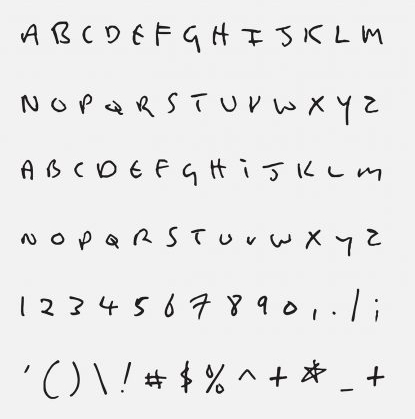 A B C D E F G H I J K L M
N O P Q R S T U V W X Y Z
A B C D E F G H i J K L M
N O P Q R S T U V W X Y Z
1 2 3 4 5 6 7 8 9 0 , . / ;
' ( ) \ ! # $ % ^ + * _ +